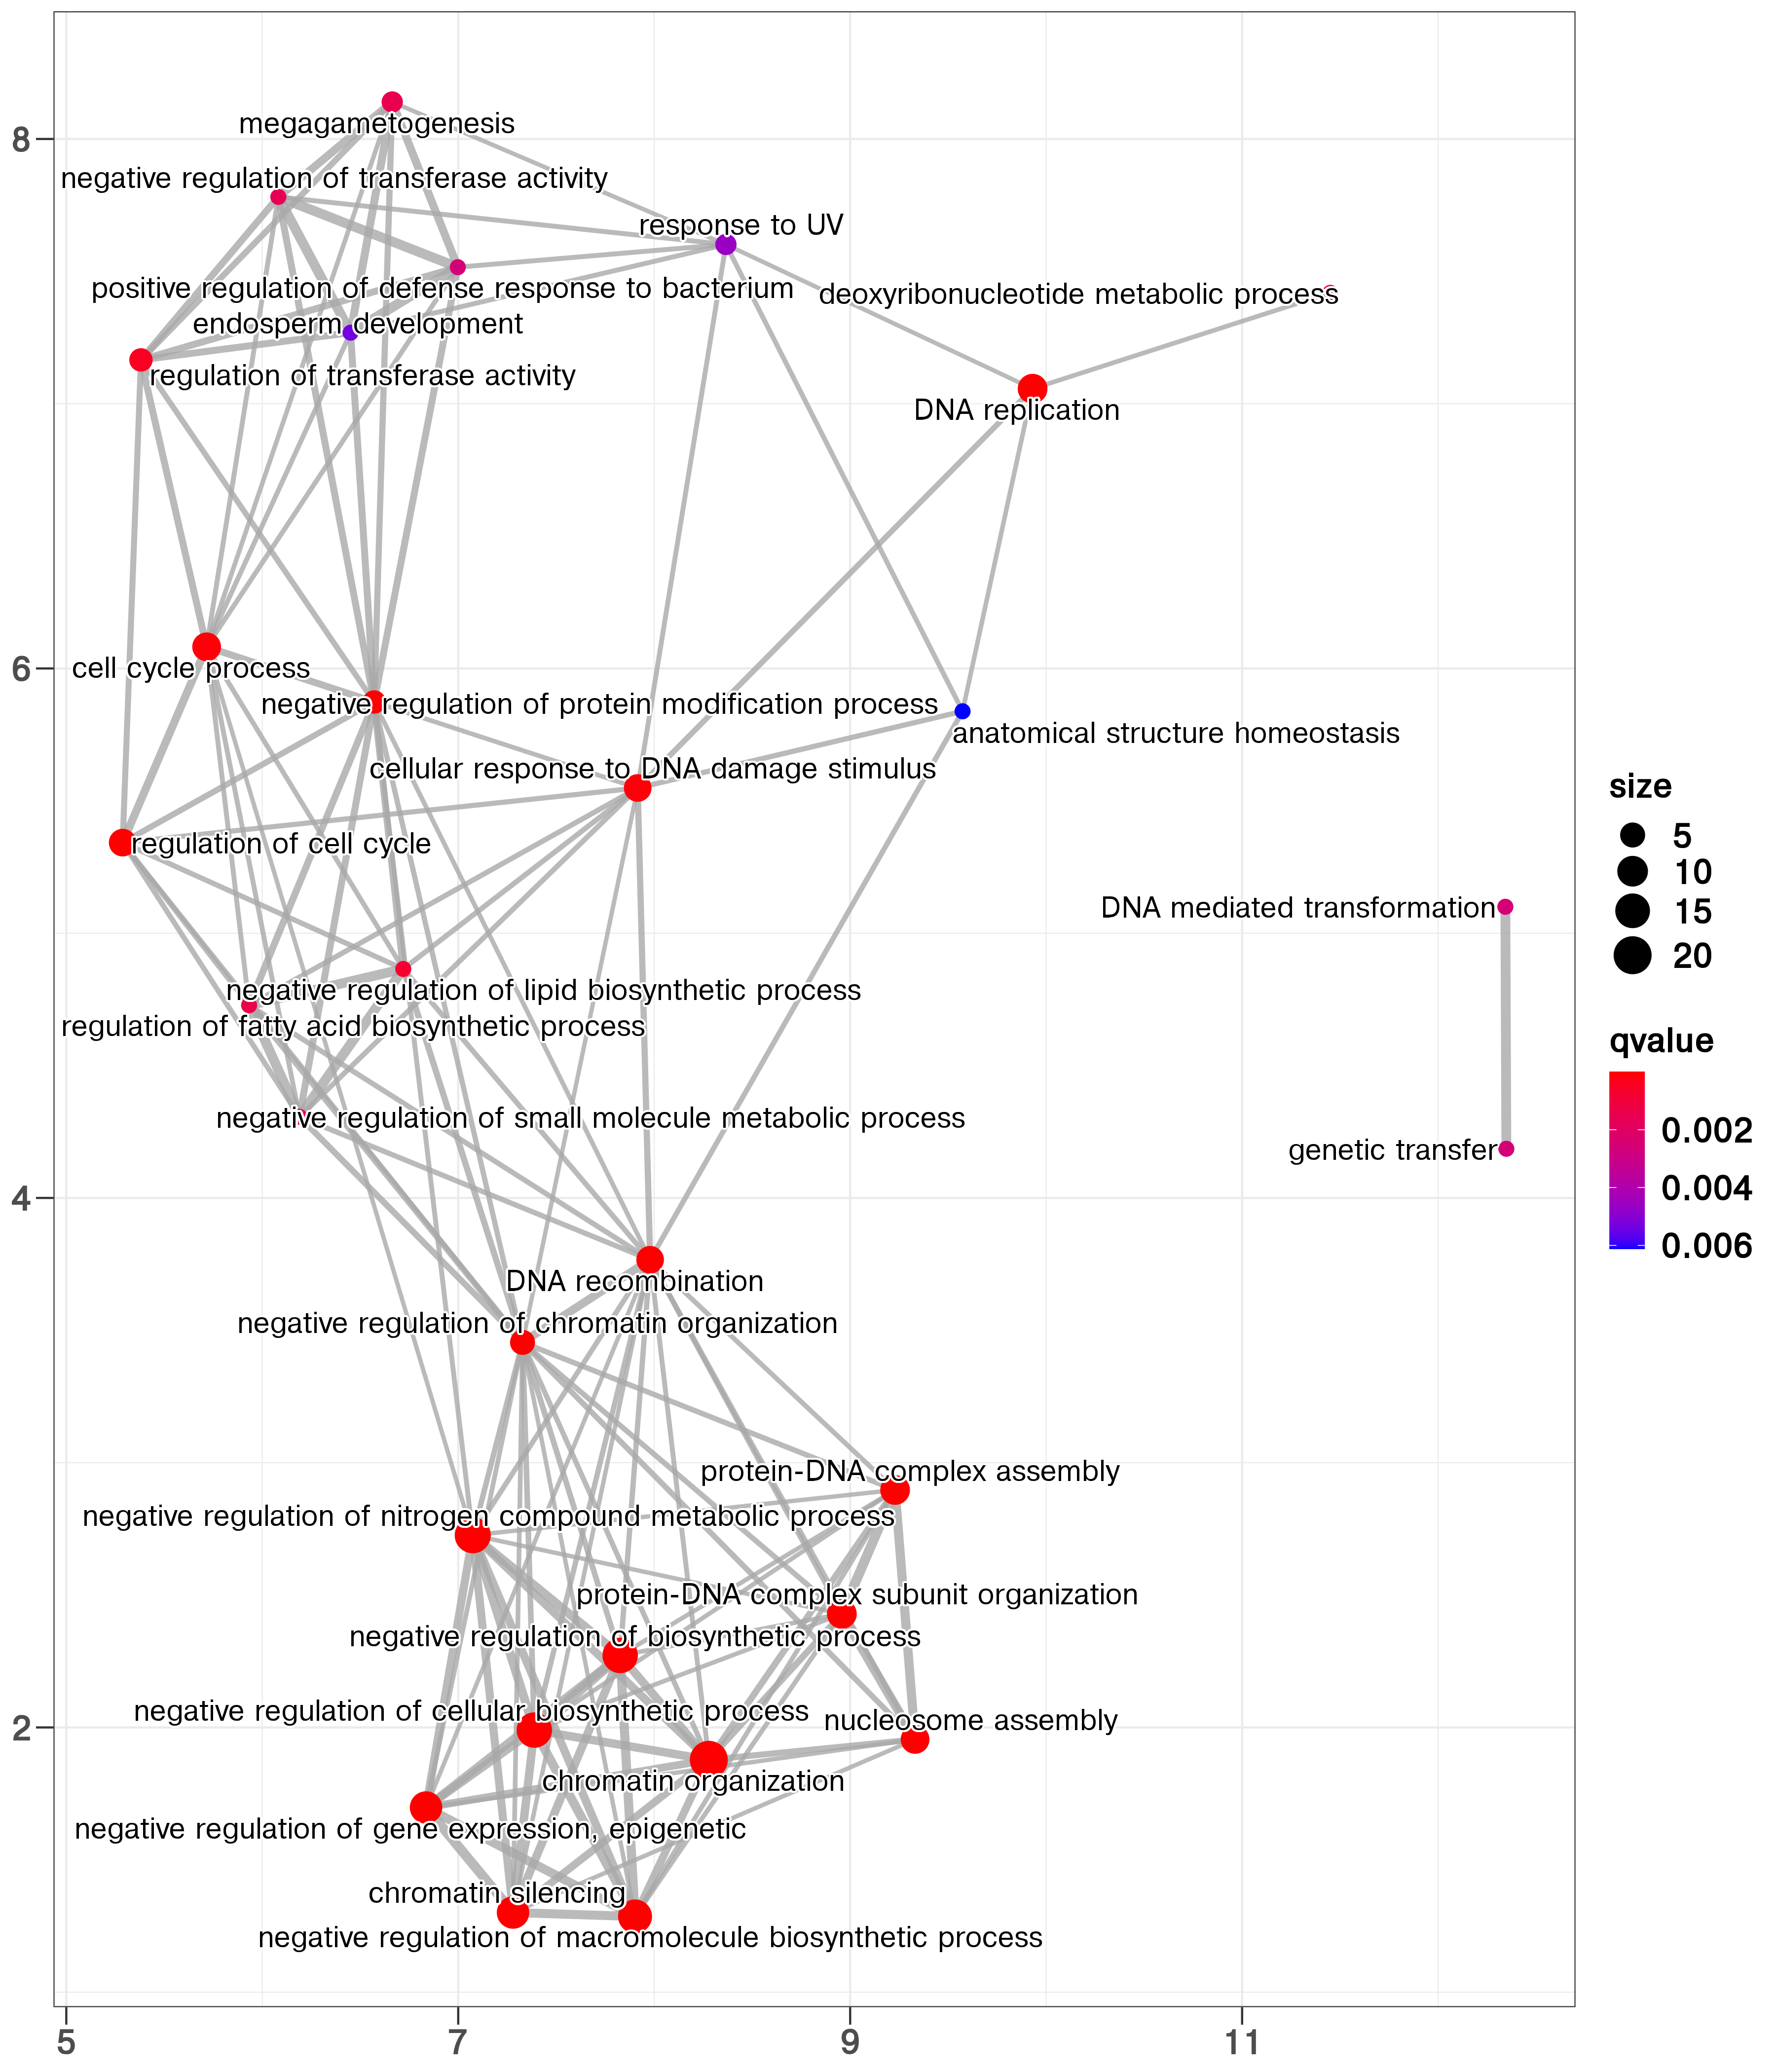 8
megagametogenesis
negative regulation of transferase activity
response to UV
positive regulation of defense response to bacterium
deoxyribonucleotide metabolic process
endosperm development
regulation of transferase activity
DNA replication
6
cell cycle process
negative regulation of protein modification process
anatomical structure homeostasis
cellular response to DNA damage stimulus
regulation of cell cycle
DNA mediated transformation
negative regulation of lipid biosynthetic process
regulation of fatty acid biosynthetic process
negative regulation of small molecule metabolic process
genetic transfer
4
DNA recombination
negative regulation of chromatin organization
protein-DNA complex assembly
negative regulation of nitrogen compound metabolic process
protein-DNA complex subunit organization
negative regulation of biosynthetic process
negative regulation of cellular biosynthetic process
nucleosome assembly
2
chromatin organization
negative regulation of gene expression, epigenetic
chromatin silencing
negative regulation of macromolecule biosynthetic process
5
7
9
11
size
5
10
15
20
qvalue
0.002
0.004
0.006